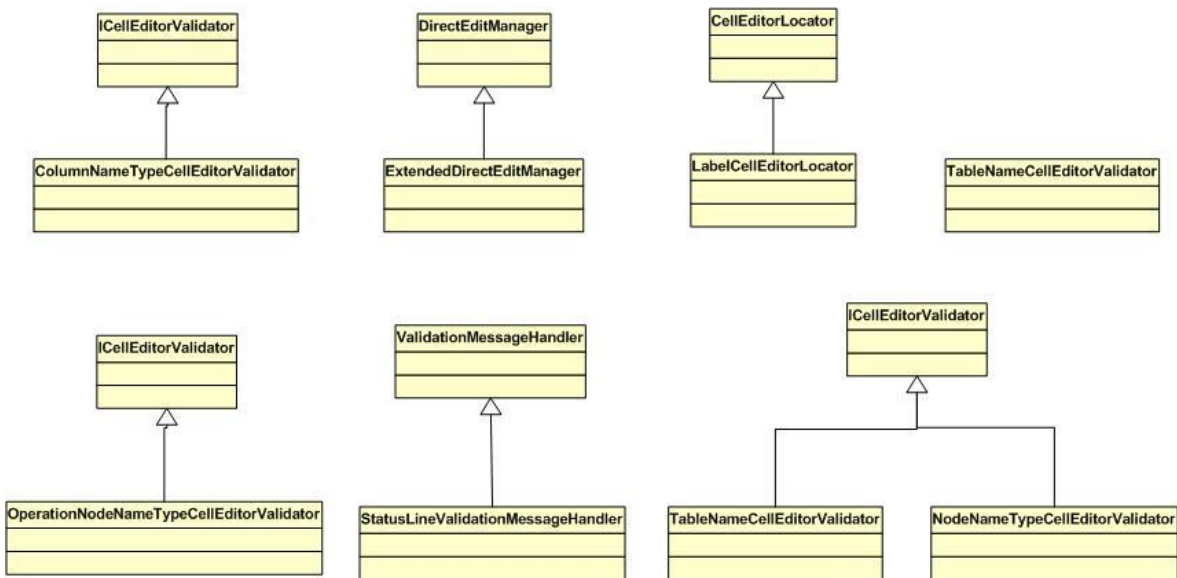 ICellEditorValidator
DirectEditManager
CellEditorLocator
ColumnNameTypeCellEditorValidator
ExtendedDirectEditManager
LabelCellEditorLocator
TableNameCellEditorValidator
ICellEditorValidator
ValidationMessageHandler
ICellEditorValidator
OperationNodeNameTypeCellEditorValidator
StatusLineValidationMessageHandler
TableNameCellEditorValidator
NodeNameTypeCellEditorValidator